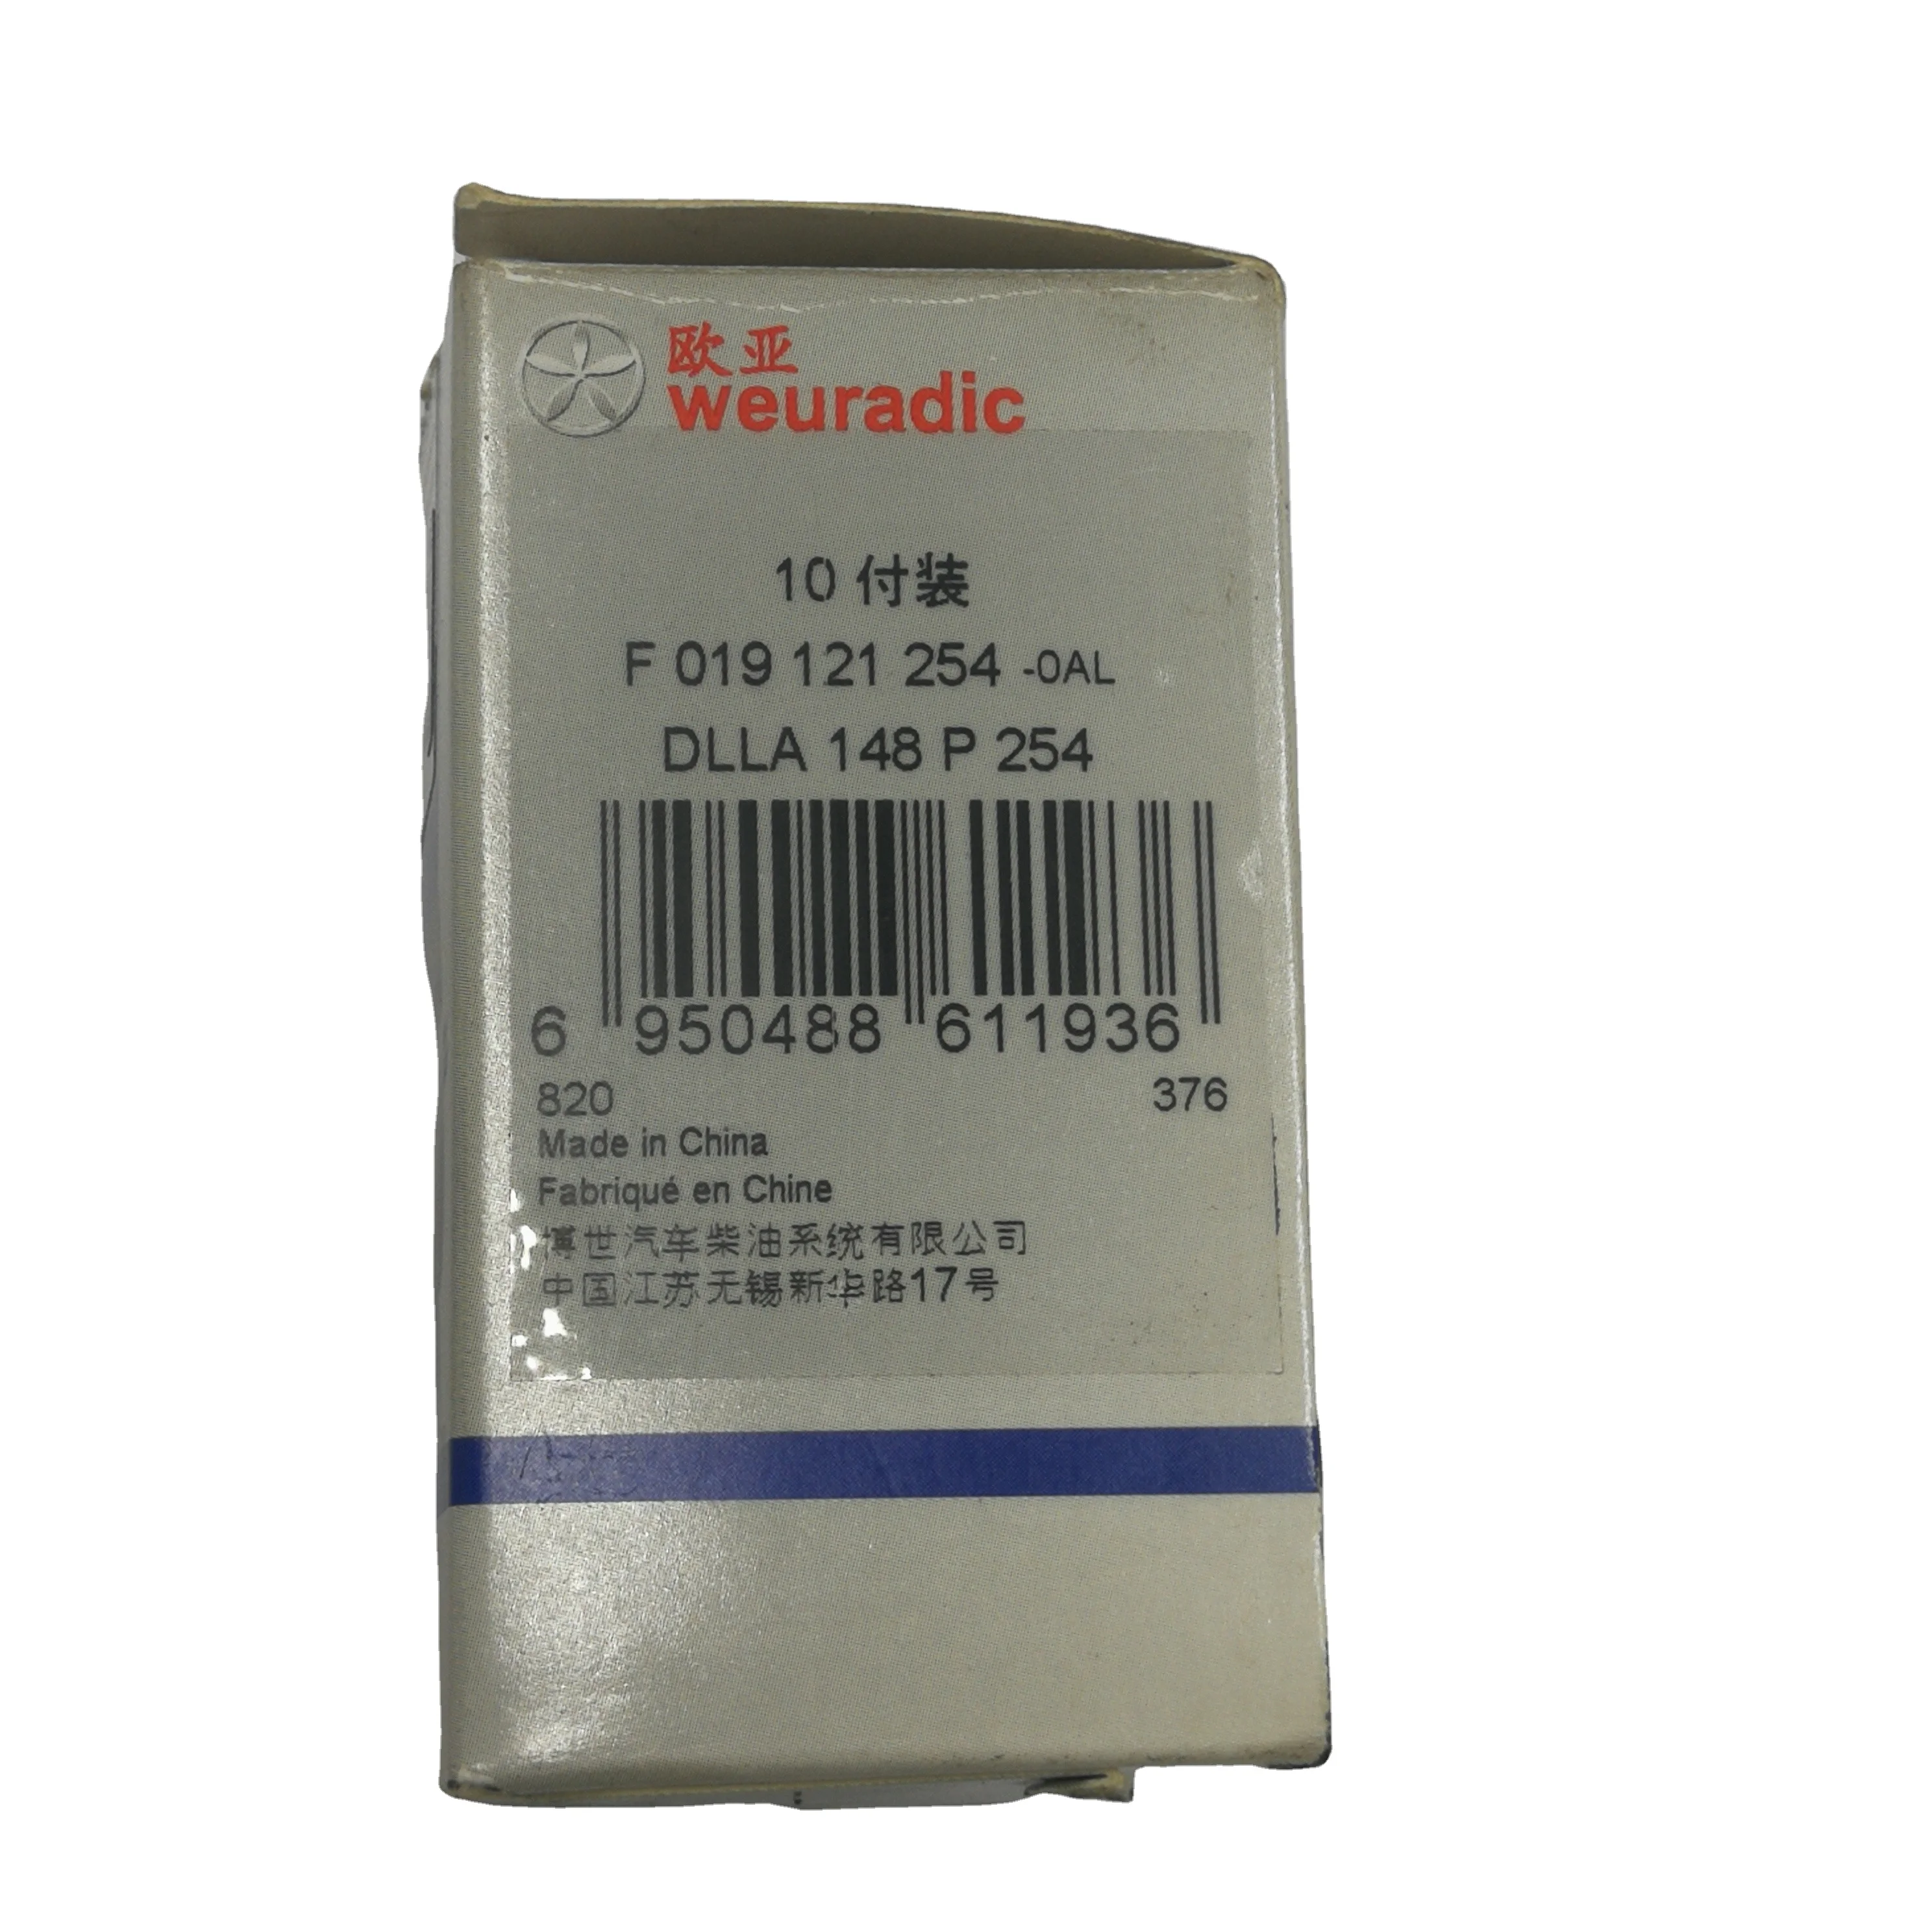 欧亚
weuradic
10 付装
F 019 121 254 -0AL
DLLA 148 P 254
6 950488 611936
820 376
Made in China
Fabriqué en Chine
博世汽车柴油系统有限公司
中国江苏无锡新华路17号